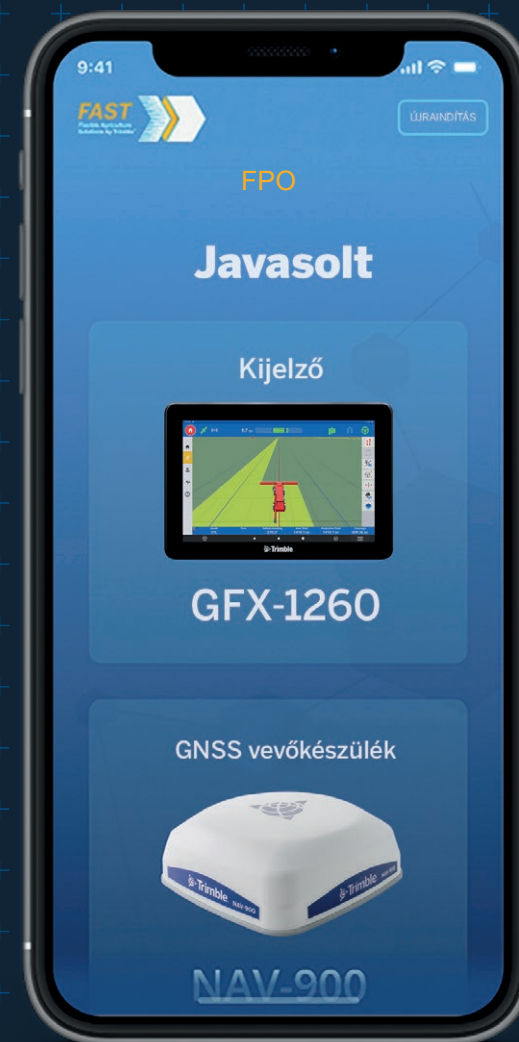 9:41
FAST
Flexible Agriculture
Solutions by Trimble
ÚJRAINDÍTÁS
FPO
Javasolt
Kijelző
Trimble
GFX-1260
GNSS vevőkészülék
Trimble NAV-900
Trimble
NAV-900